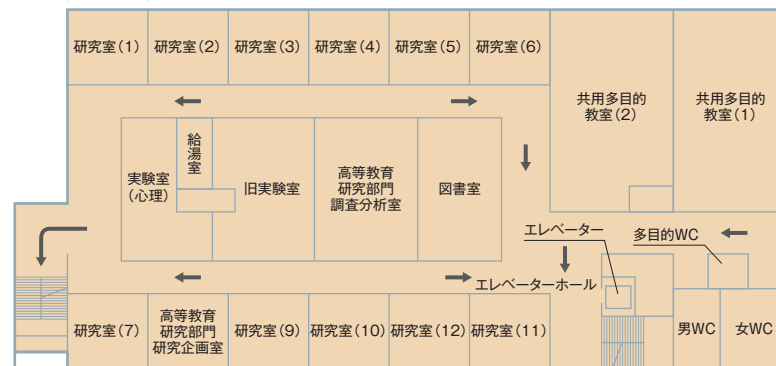 研究室(1)
研究室(2)
研究室(3)
研究室(4)
研究室(5)
研究室(6)
共用多目的
教室(2)
共用多目的
教室(1)
給湯室
実験室
(心理)
旧実験室
高等教育
研究部門
調査分析室
図書室
エレベーター
多目的WC
エレベーターホール
研究室(7)
高等教育
研究部門
研究企画室
研究室(9)
研究室(10)
研究室(12)
研究室(11)
男WC
女WC